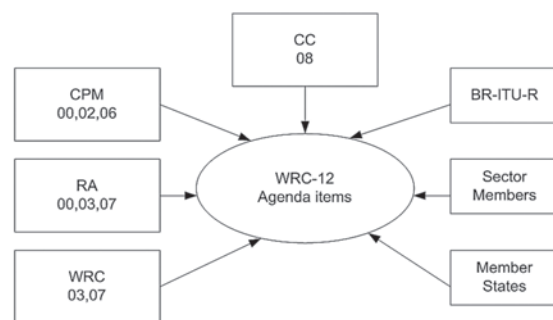 CC
08
CPM
00,02,06
BR-ITU-R
RA
00,03,07
WRC-12
Agenda items
Sector
Members
WRC
03,07
Member
States